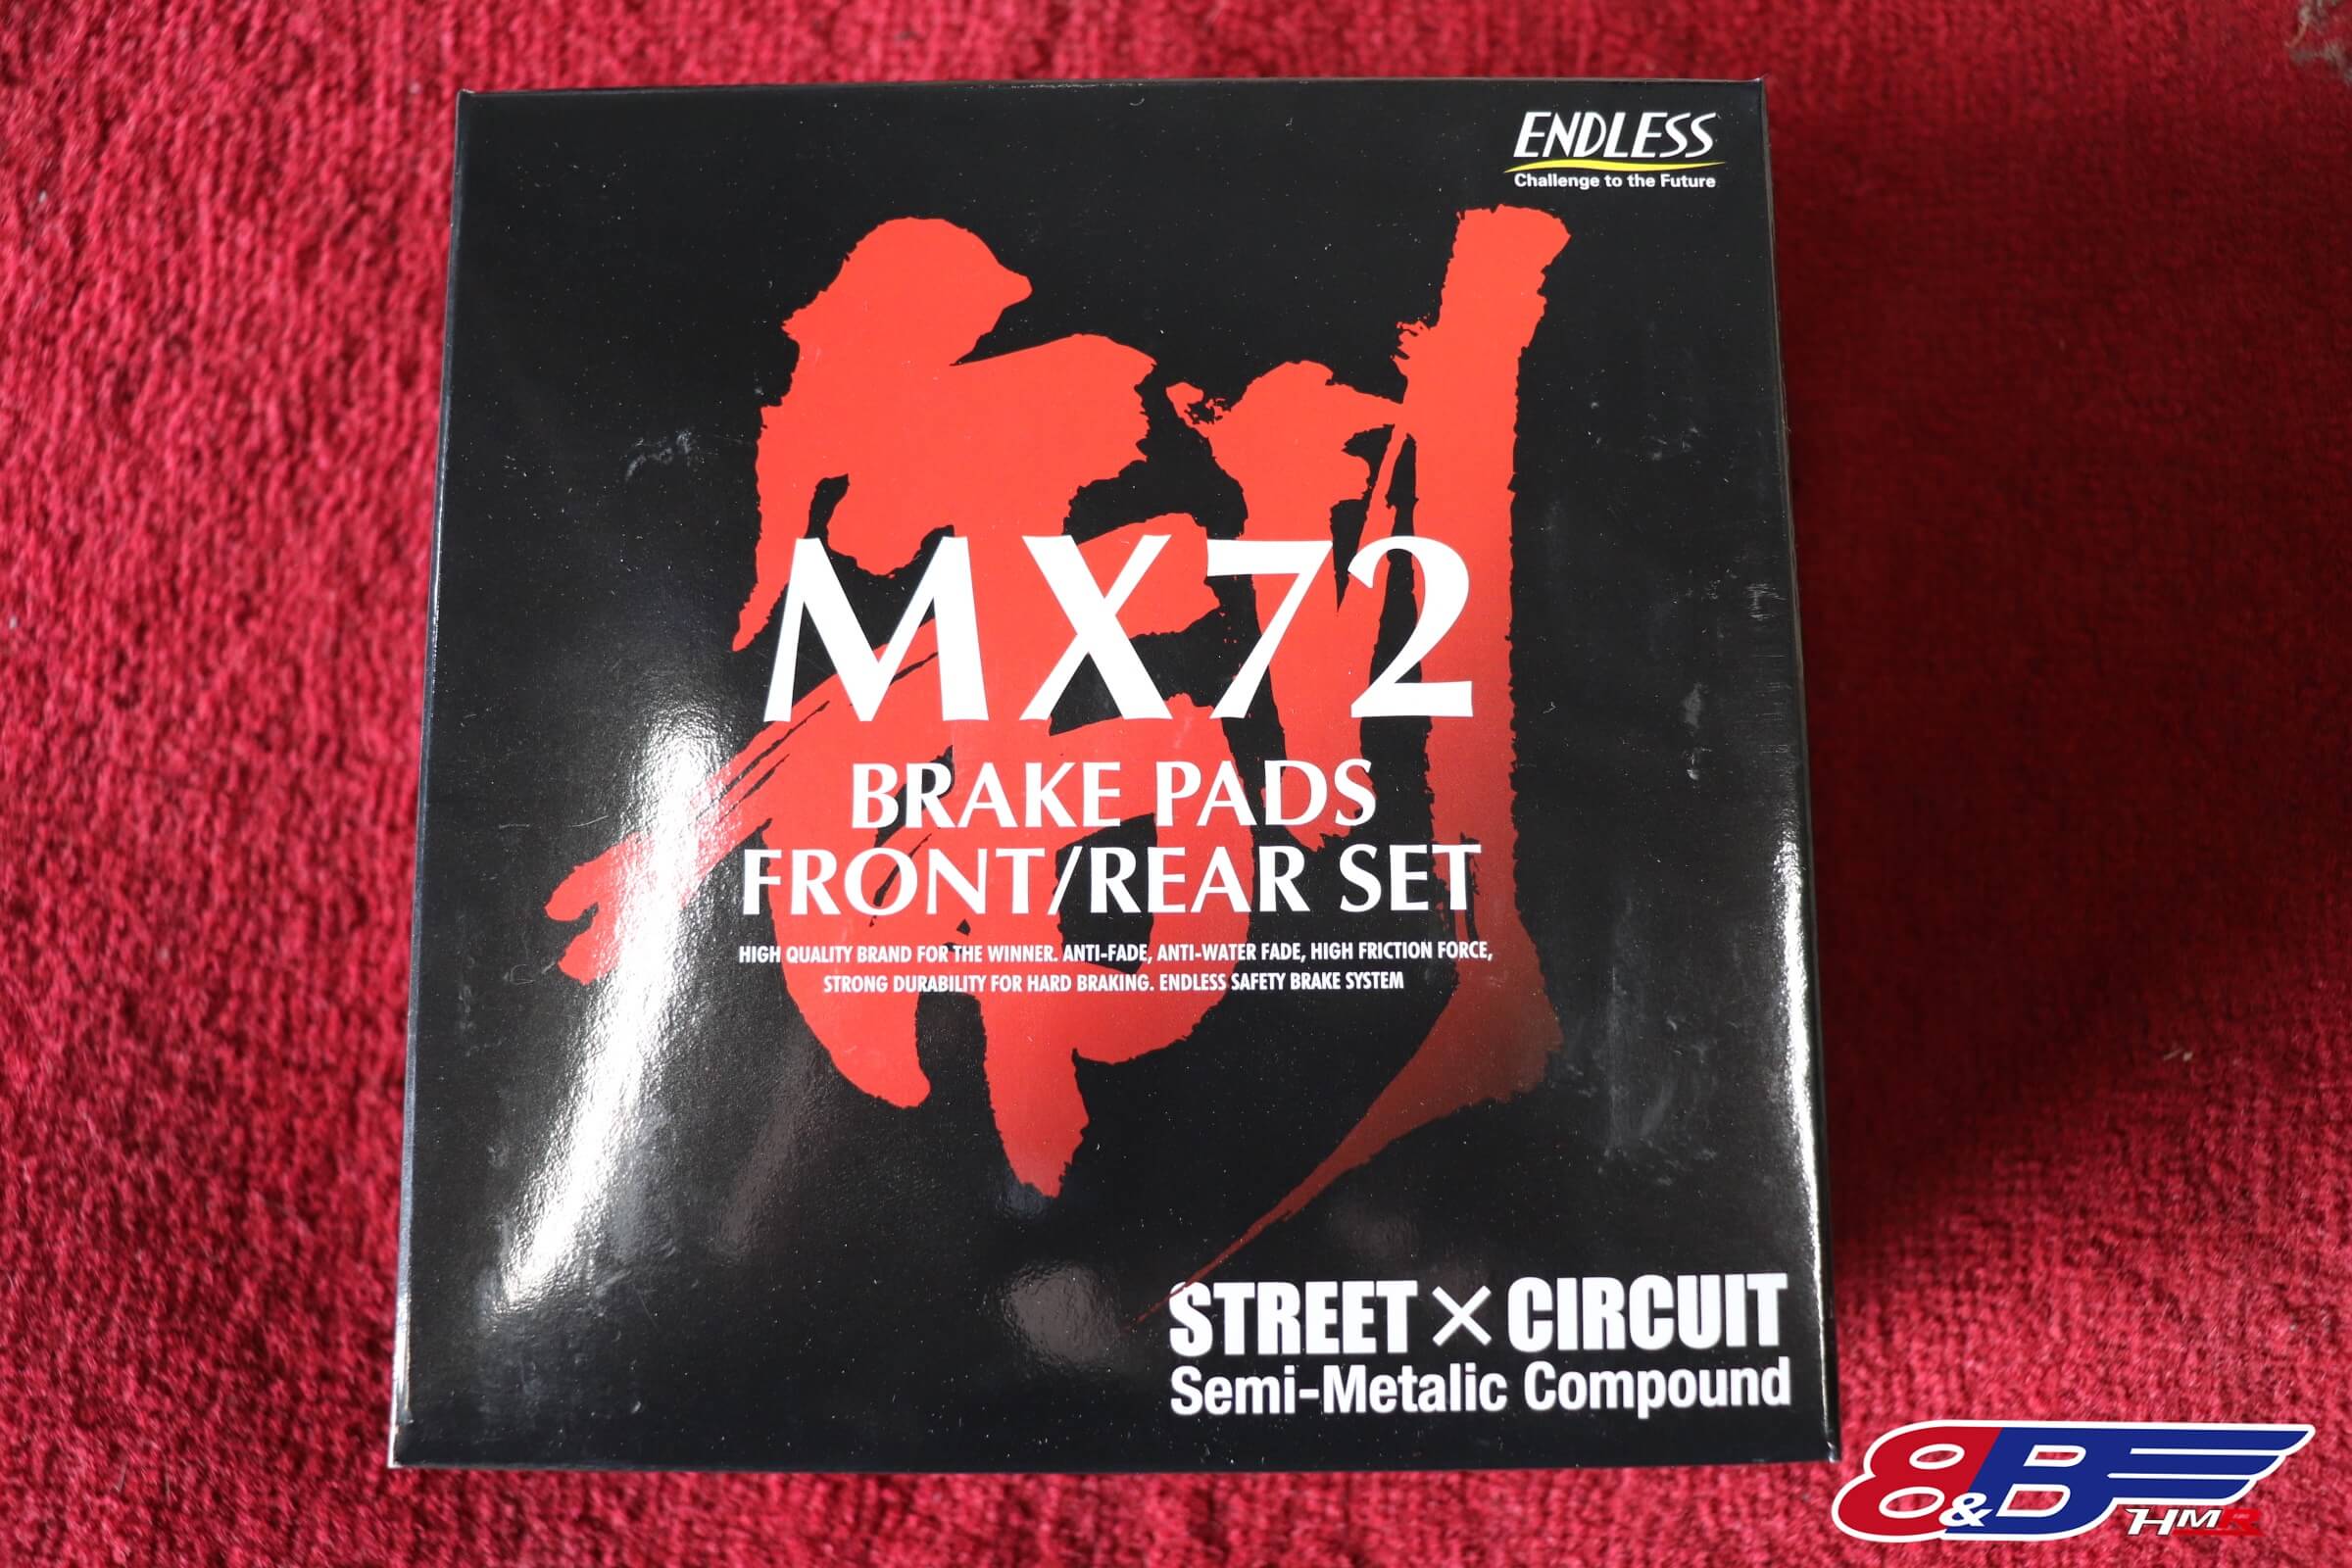 ENDLESS
Challenge to the Future
制
MX72
BRAKE PADS
FRONT/REAR SET
HIGH QUALITY BRAND FOR THE WINNER. ANTI-FADE, ANTI-WATER FADE, HIGH FRICTION FORCE,
STRONG DURABILITY FOR HARD BRAKING. ENDLESS SAFETY BRAKE SYSTEM
STREET × CIRCUIT
Semi-Metalic Compound
8&B
HMR